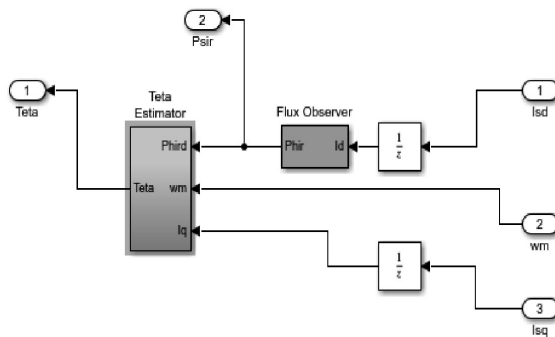 2
Psir
1
Teta
Teta
Estimator
Flux Observer
1
Isd
Phird
Phir
Id
1
z
Teta
wm
2
wm
Iq
1
z
3
Isq